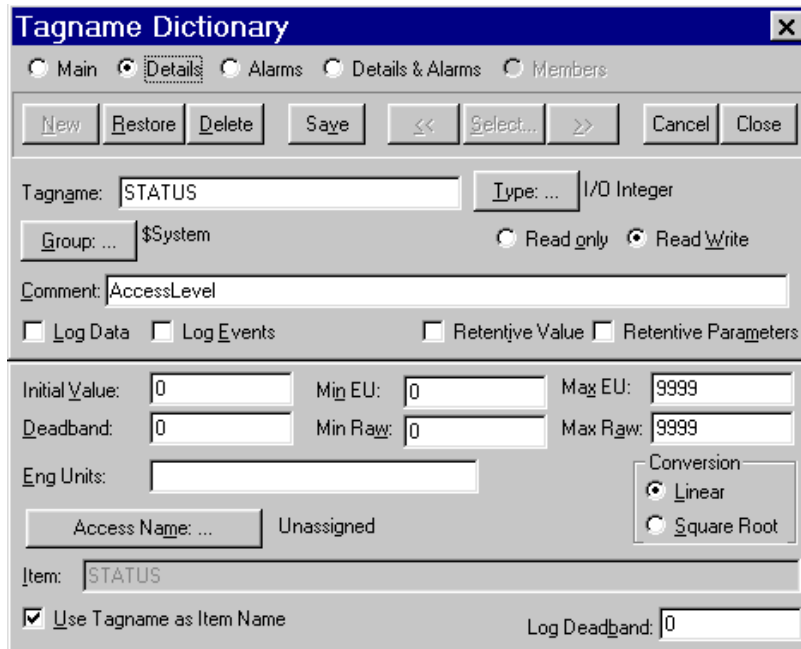 Tagname Dictionary
Main Details Alarms Details & Alarms Members
New Restore Delete Save << Select... >> Cancel Close
Tagname: STATUS Type: ... I/O Integer
Group: ... $System Read only Read Write
Comment: AccessLevel
Log Data Log Events Retentive Value Retentive Parameters
Initial Value: 0 Min EU: 0 Max EU: 9999
Deadband: 0 Min Raw: 0 Max Raw: 9999
Eng Units: Conversion
Linear
Access Name: ... Unassigned Square Root
Item: STATUS
Use Tagname as Item Name Log Deadband: 0